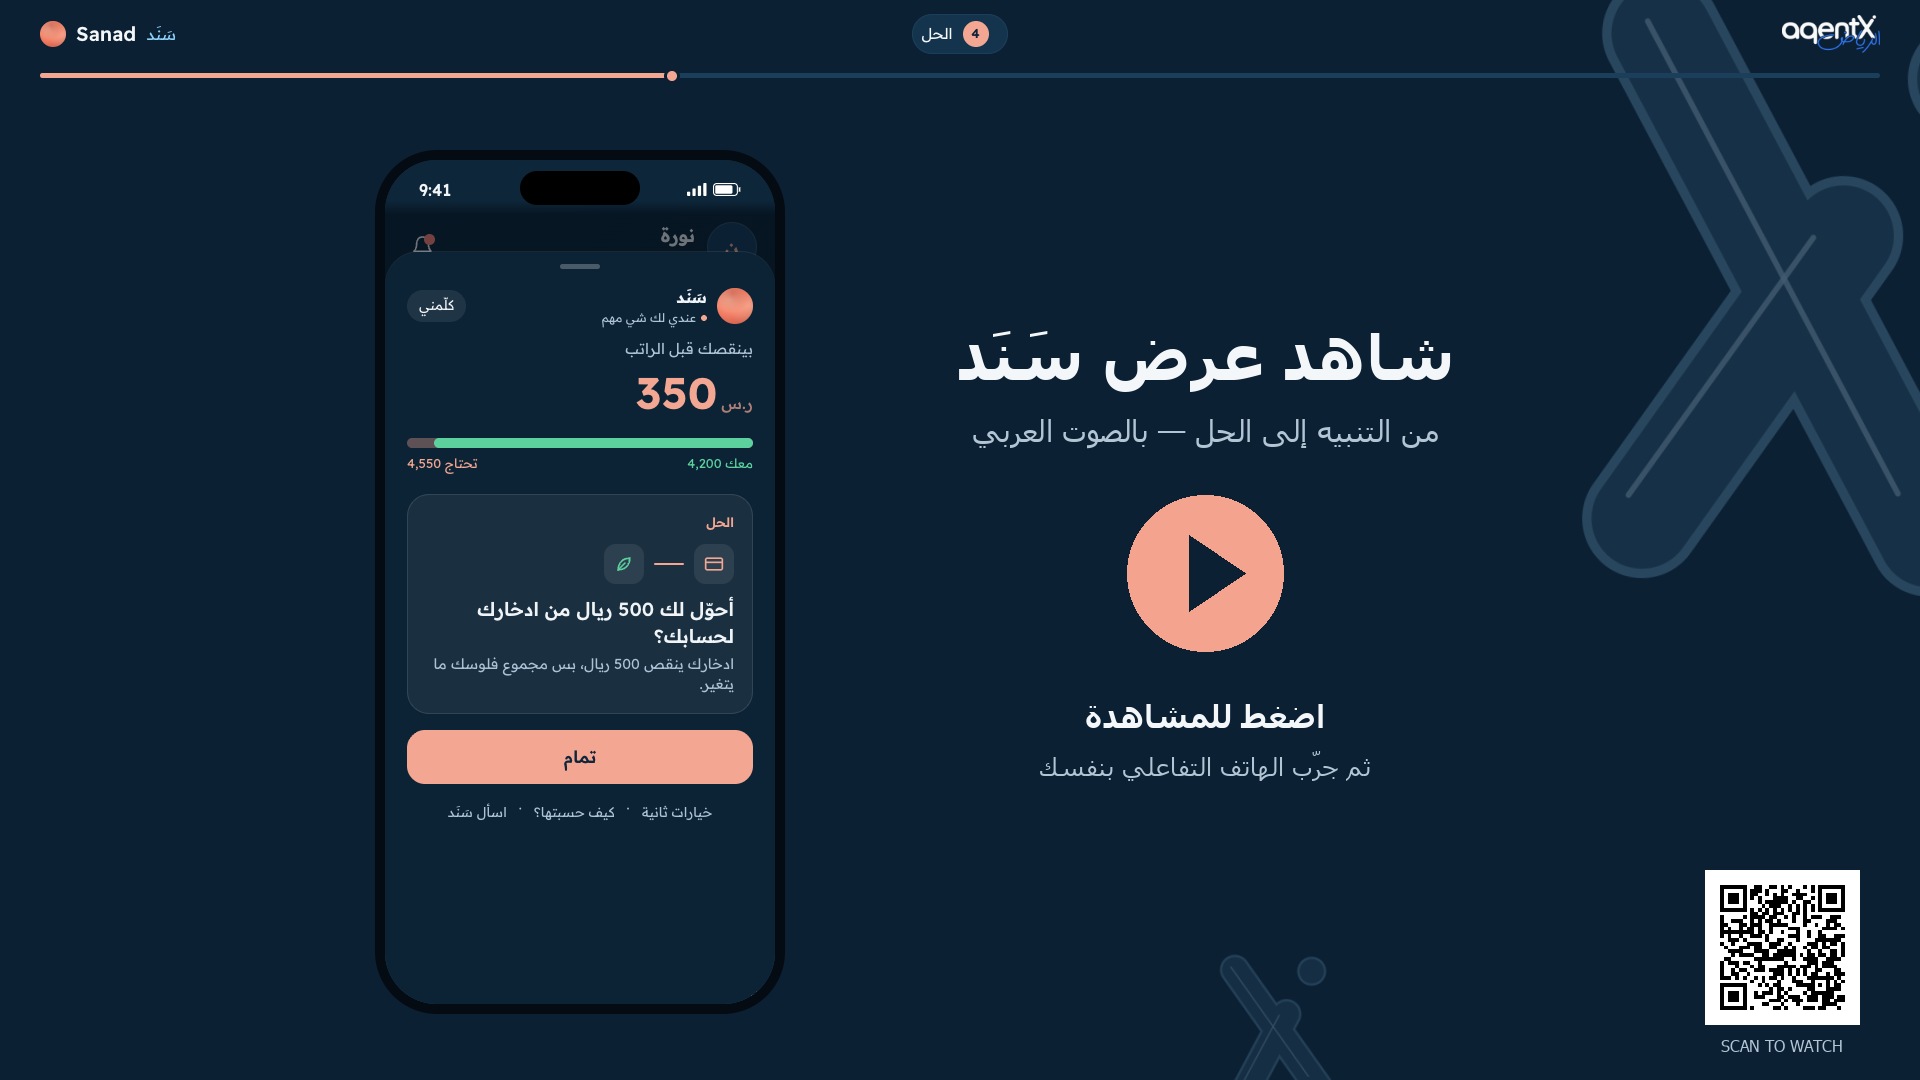 Sanad سَنَد
4 الحل
agentX
الرياض
9:41
نورة
ن
سَنَد
عندي لك شي مهم
كلّمني
بينقصك قبل الراتب
350 ر.س
معك 4,200
تحتاج 4,550
الحل
أحوّل لك 500 ريال من ادخارك
لحسابك؟
ادخارك ينقص 500 ريال، بس مجموع فلوسك ما
يتغير.
تمام
خيارات ثانية · كيف حسبتها؟ · اسأل سَنَد
شاهد عرض سَنَد
من التنبيه إلى الحل — بالصوت العربي
اضغط للمشاهدة
ثم جرّب الهاتف التفاعلي بنفسك
SCAN TO WATCH